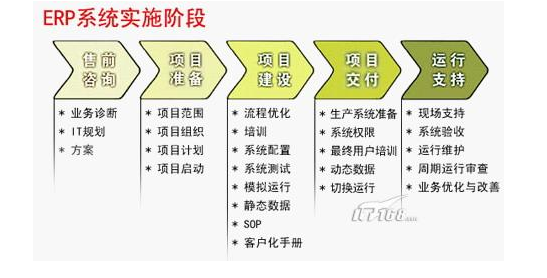 ERP系统实施阶段
售前
咨询
* 业务诊断
* IT规划
* 方案
项目
准备
* 项目范围
* 项目组织
* 项目计划
* 项目启动
项目
建设
* 流程优化
* 培训
* 系统配置
* 系统测试
* 模拟运行
* 静态数据
* SOP
* 客户化手册
项目
交付
* 生产系统准备
* 系统权限
* 最终用户培训
* 动态数据
* 切换运行
运行
支持
* 现场支持
* 系统验收
* 运行维护
* 周期运行审查
* 业务优化与改善
IT168.com